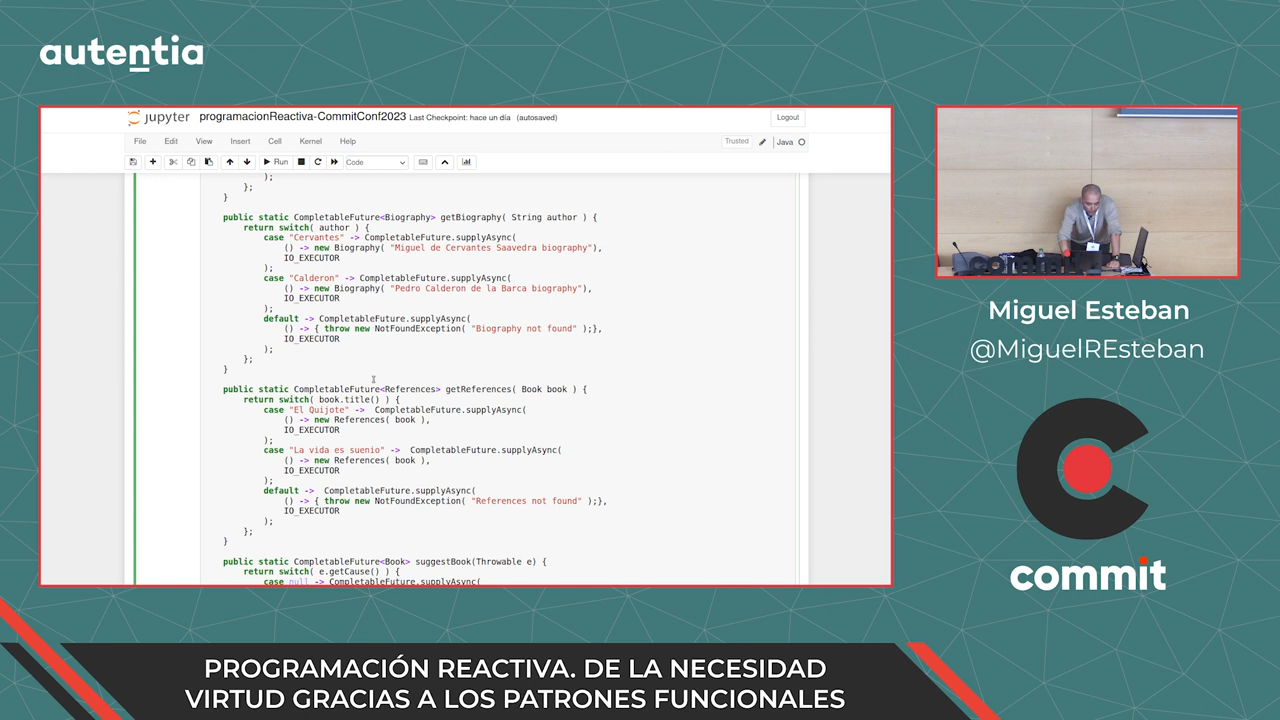 autentia
jupyter programacionReactiva-CommitConf2023 Last Checkpoint: hace un día (autosaved)
Logout
File Edit View Insert Cell Kernel Help
Trusted
Java
Run
Code
);
};
}
public static CompletableFuture<Biography> getBiography( String author ) {
return switch( author ) {
case "Cervantes" -> CompletableFuture.supplyAsync(
() -> new Biography( "Miguel de Cervantes Saavedra biography"),
IO_EXECUTOR
);
case "Calderon" -> CompletableFuture.supplyAsync(
() -> new Biography( "Pedro Calderon de la Barca biography"),
IO_EXECUTOR
);
default -> CompletableFuture.supplyAsync(
() -> { throw new NotFoundException( "Biography not found" );},
IO_EXECUTOR
);
};
}
public static CompletableFuture<References> getReferences( Book book ) {
return switch( book.title() ) {
case "El Quijote" -> CompletableFuture.supplyAsync(
() -> new References( book ),
IO_EXECUTOR
);
case "La vida es suenio" -> CompletableFuture.supplyAsync(
() -> new References( book ),
IO_EXECUTOR
);
default -> CompletableFuture.supplyAsync(
() -> { throw new NotFoundException( "References not found" );},
IO_EXECUTOR
);
};
}
public static CompletableFuture<Book> suggestBook(Throwable e) {
return switch( e.getCause() ) {
case null -> CompletableFuture.supplyAsync(
Miguel Esteban
@MiguelREsteban
commit
PROGRAMACIÓN REACTIVA. DE LA NECESIDAD
VIRTUD GRACIAS A LOS PATRONES FUNCIONALES